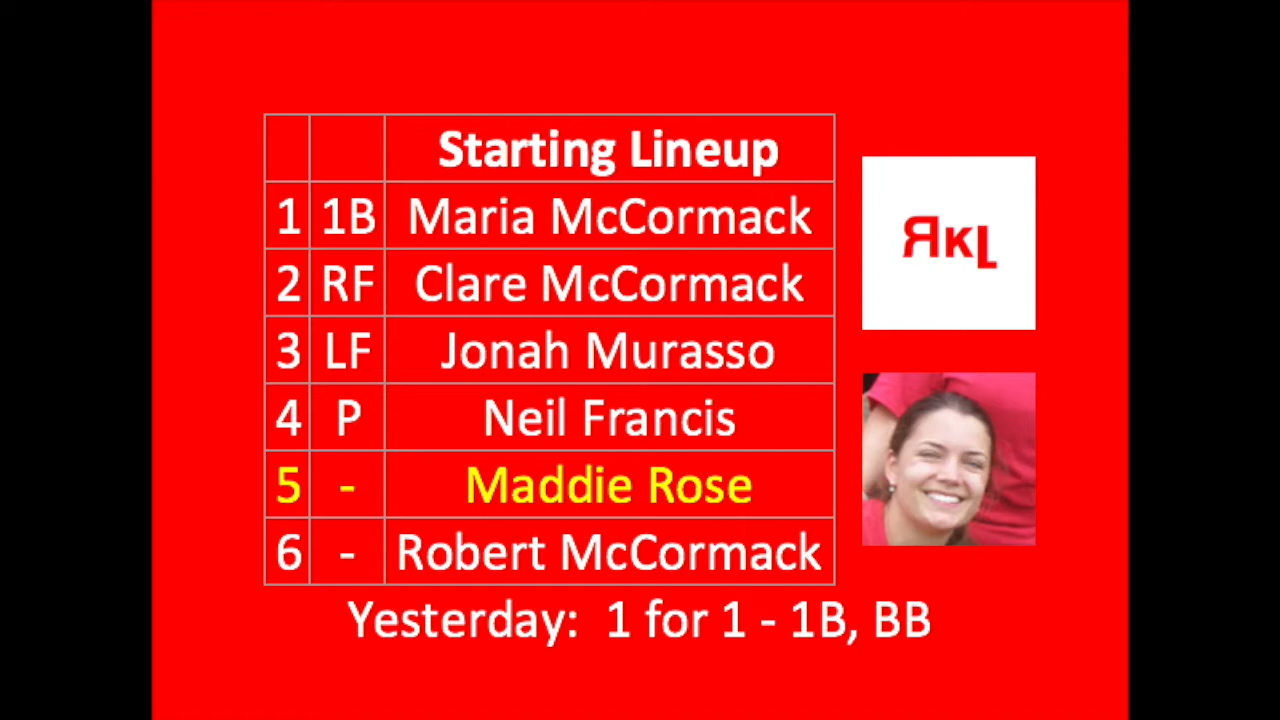 Starting Lineup
1 1B Maria McCormack
2 RF Clare McCormack
3 LF Jonah Murasso
4 P Neil Francis
5 - Maddie Rose
6 - Robert McCormack
Yesterday: 1 for 1 - 1B, BB
ЯKL